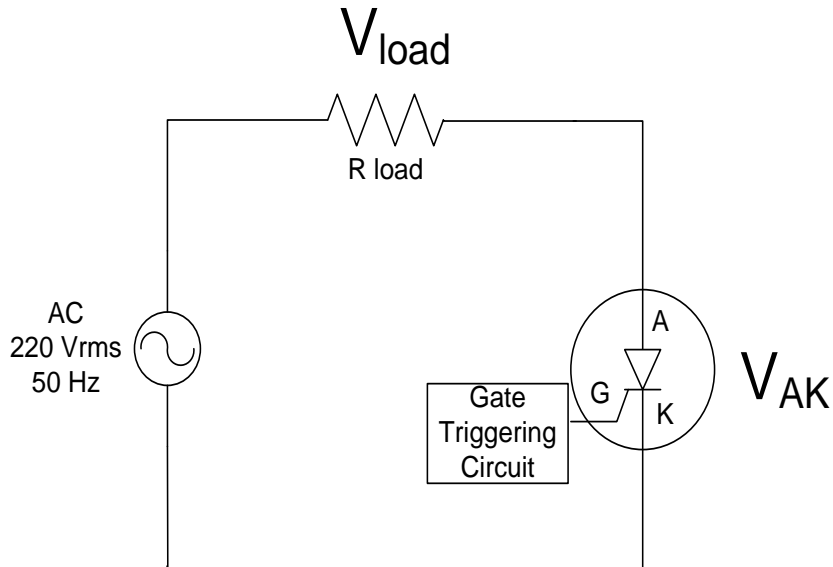 Vload
R load
AC
220 Vrms
50 Hz
A
G
K
VAK
Gate
Triggering
Circuit